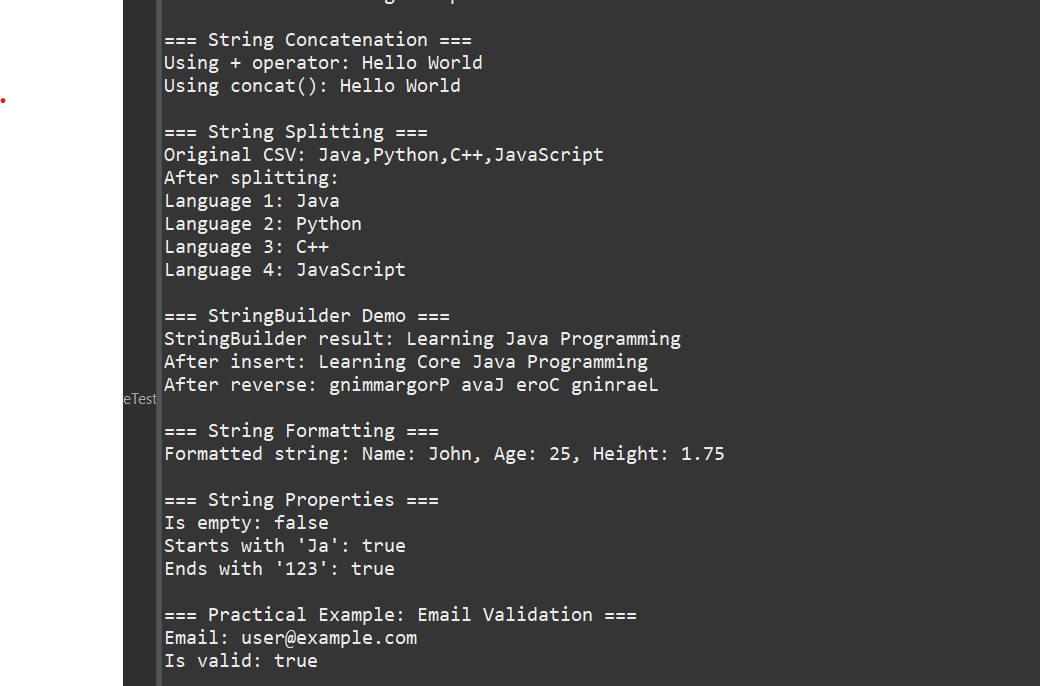 === String Concatenation ===
Using + operator: Hello World
Using concat(): Hello World
=== String Splitting ===
Original CSV: Java,Python,C++,JavaScript
After splitting:
Language 1: Java
Language 2: Python
Language 3: C++
Language 4: JavaScript
=== StringBuilder Demo ===
StringBuilder result: Learning Java Programming
After insert: Learning Core Java Programming
After reverse: gnimmargorP avaJ eroC gninraeL
eTest
=== String Formatting ===
Formatted string: Name: John, Age: 25, Height: 1.75
=== String Properties ===
Is empty: false
Starts with 'Ja': true
Ends with '123': true
=== Practical Example: Email Validation ===
Email: user@example.com
Is valid: true